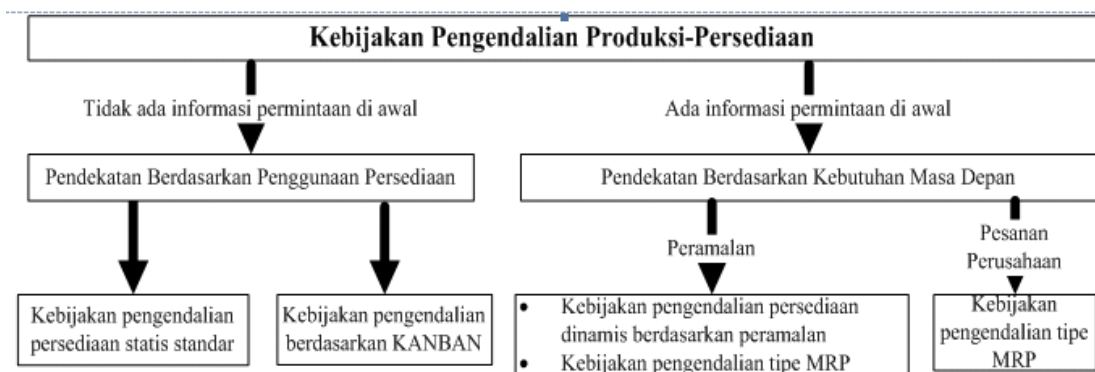 Kebijakan Pengendalian Produksi-Persediaan
Tidak ada informasi permintaan di awal
Ada informasi permintaan di awal
Pendekatan Berdasarkan Penggunaan Persediaan
Pendekatan Berdasarkan Kebutuhan Masa Depan
Peramalan
Pesanan
Perusahaan
Kebijakan pengendalian
persediaan statis standar
Kebijakan pengendalian
berdasarkan KANBAN
• Kebijakan pengendalian persediaan
dinamis berdasarkan peramalan
• Kebijakan pengendalian tipe MRP
Kebijakan
pengendalian tipe
MRP